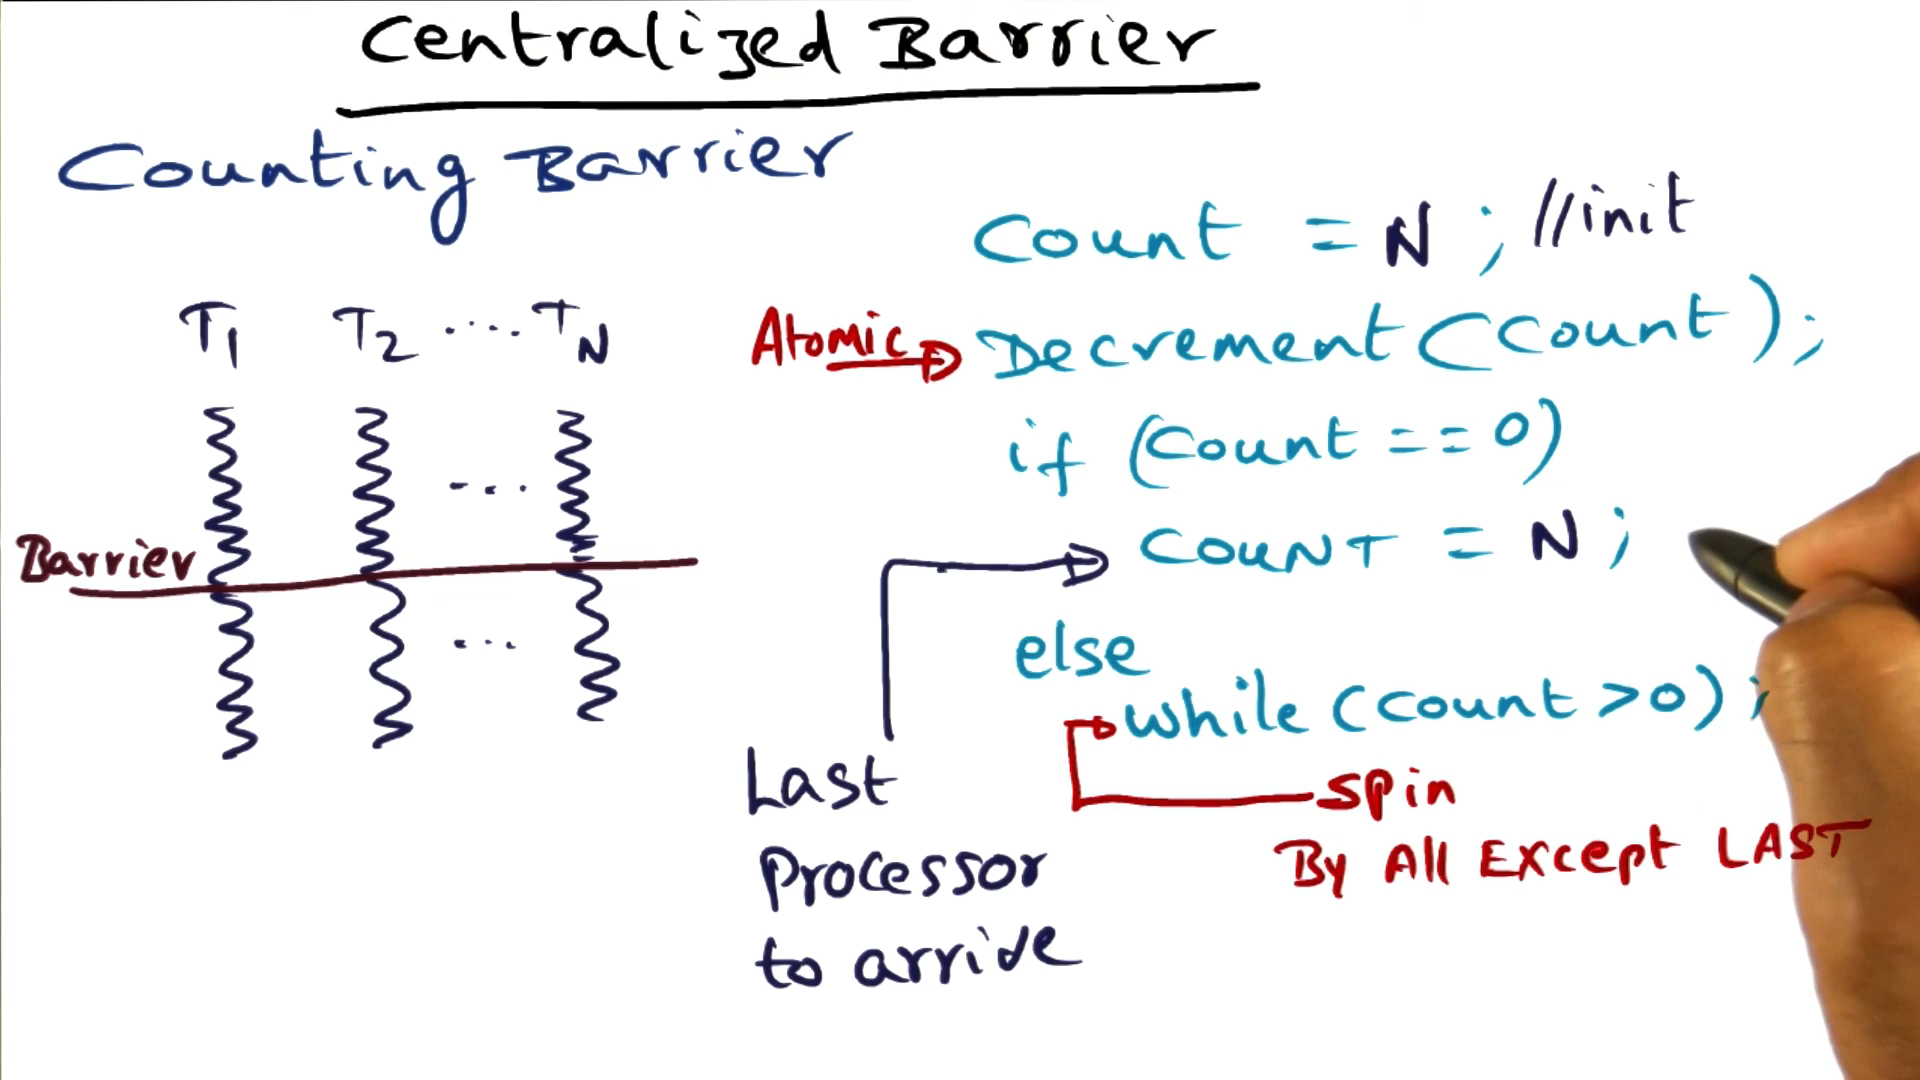 Centralized Barrier
Counting Barrier
Count = N ; //init
T1 T2 .... TN
Atomic Decrement (Count);
if (Count == 0)
...
Barrier
COUNT = N ;
else
...
while (Count > 0) ;
Last
Processor
to arrive
Spin
By All Except LAST